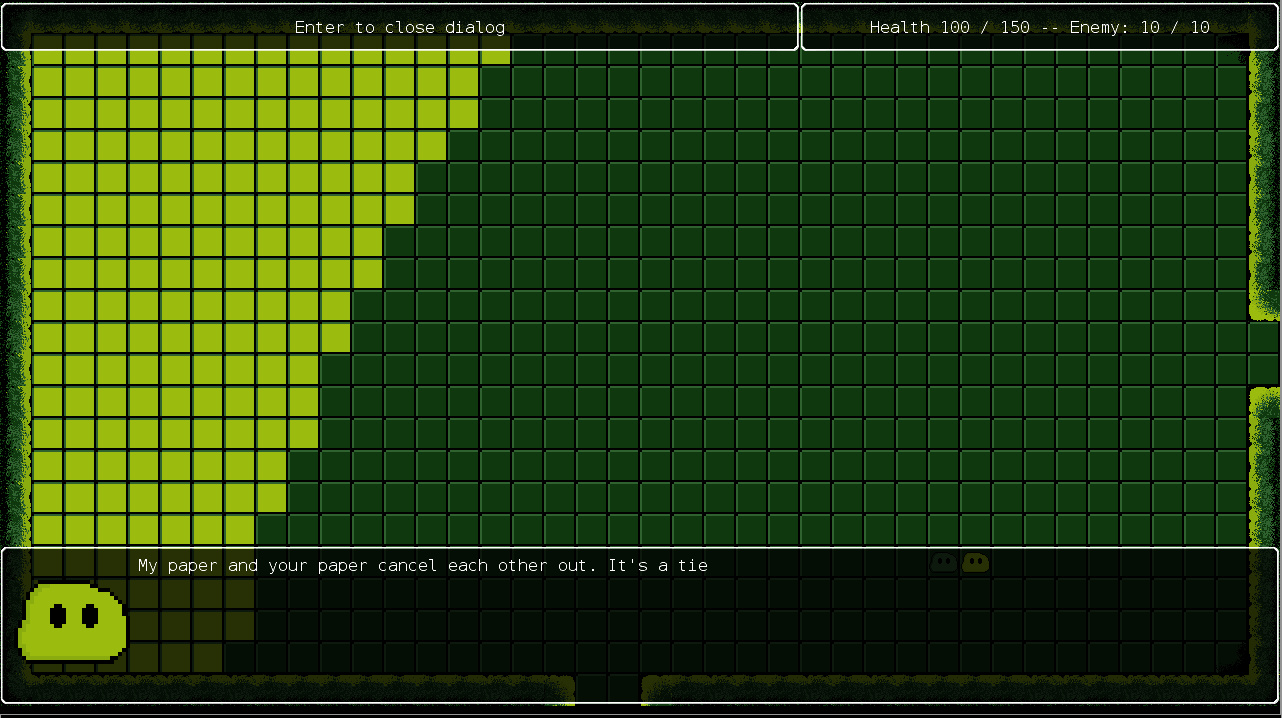 Enter to close dialog
Health 100 / 150 -- Enemy: 10 / 10
My paper and your paper cancel each other out. It's a tie